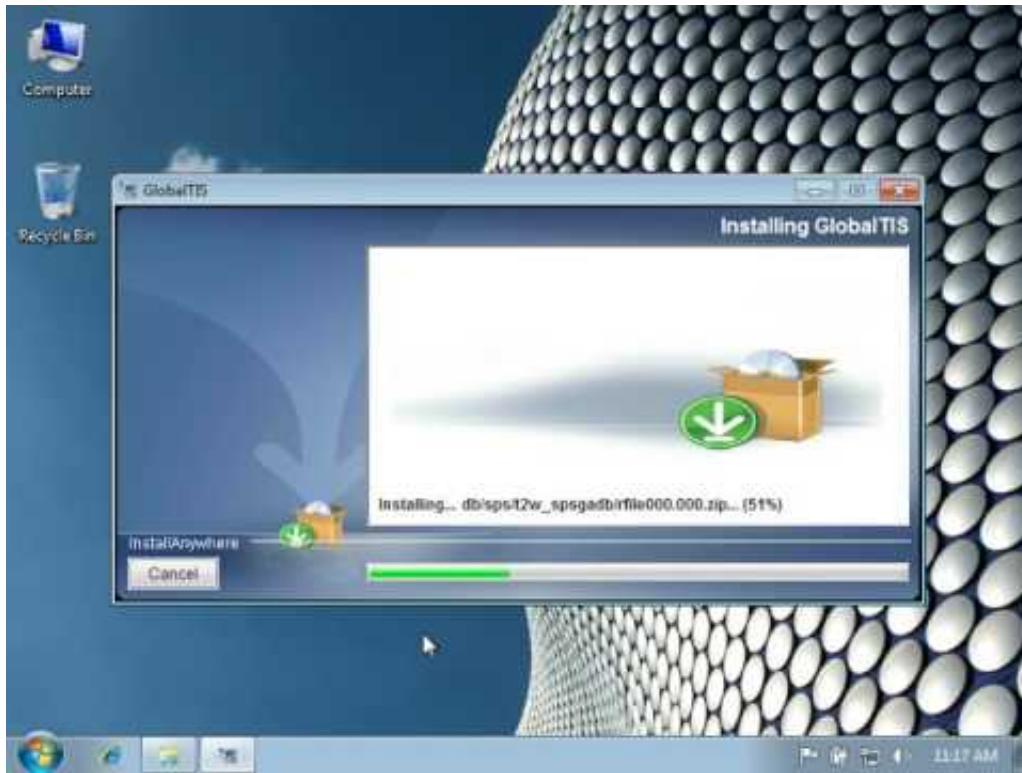 Computer
Recycle Bin
GlobalTIS
Installing GlobalTIS
Installing... db/sps/t2w_spsgadb/rfile000.000.zip... (51%)
InstallAnywhere
Cancel
11:17 AM